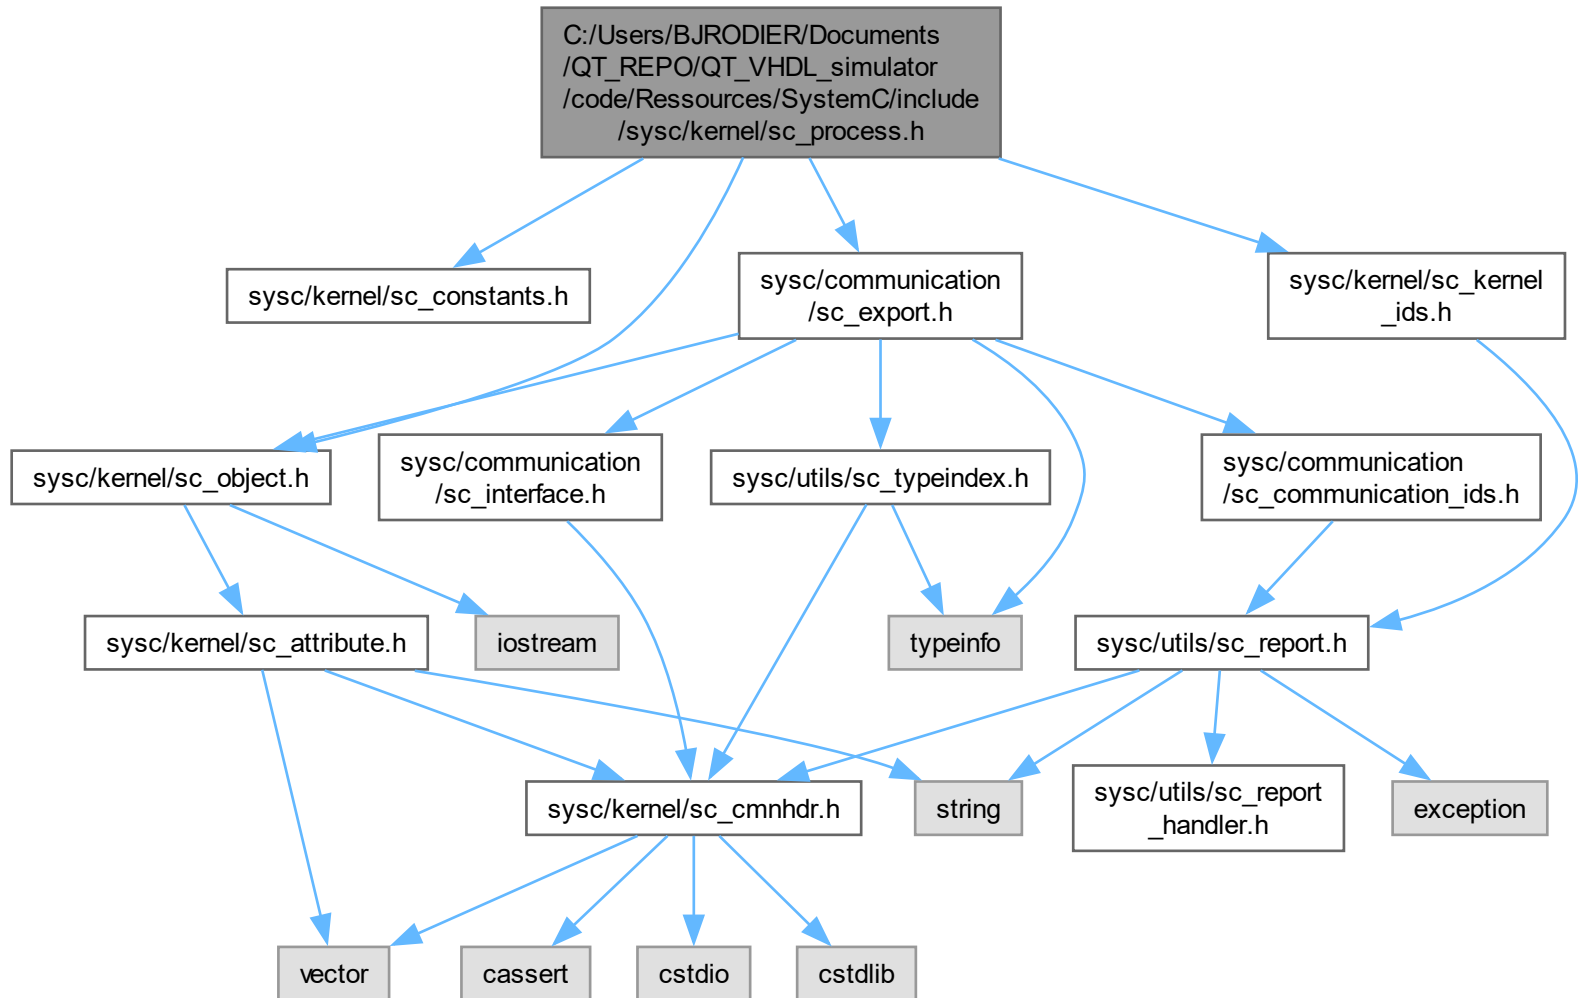 C:/Users/BJRODIER/Documents
/QT_REPO/QT_VHDL_simulator
/code/Ressources/SystemC/include
/sysc/kernel/sc_process.h
sysc/kernel/sc_constants.h
sysc/communication
/sc_export.h
sysc/kernel/sc_kernel
_ids.h
sysc/kernel/sc_object.h
sysc/communication
/sc_interface.h
sysc/utils/sc_typeindex.h
sysc/communication
/sc_communication_ids.h
sysc/kernel/sc_attribute.h
iostream
typeinfo
sysc/utils/sc_report.h
sysc/kernel/sc_cmnhdr.h
string
sysc/utils/sc_report
_handler.h
exception
vector
cassert
cstdio
cstdlib